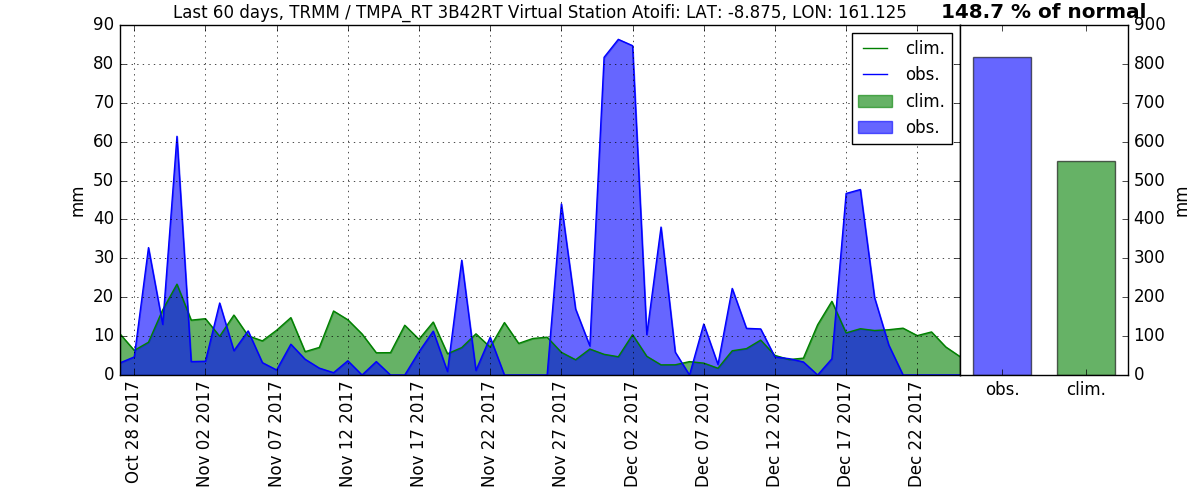 Last 60 days, TRMM / TMPA_RT 3B42RT Virtual Station Atoifi: LAT: -8.875, LON: 161.125
148.7 % of normal
90
80
70
60
50
40
30
20
10
0
mm
clim.
obs.
clim.
obs.
Oct 28 2017
Nov 02 2017
Nov 07 2017
Nov 12 2017
Nov 17 2017
Nov 22 2017
Nov 27 2017
Dec 02 2017
Dec 07 2017
Dec 12 2017
Dec 17 2017
Dec 22 2017
900
800
700
600
500
400
300
200
100
0
mm
obs.
clim.